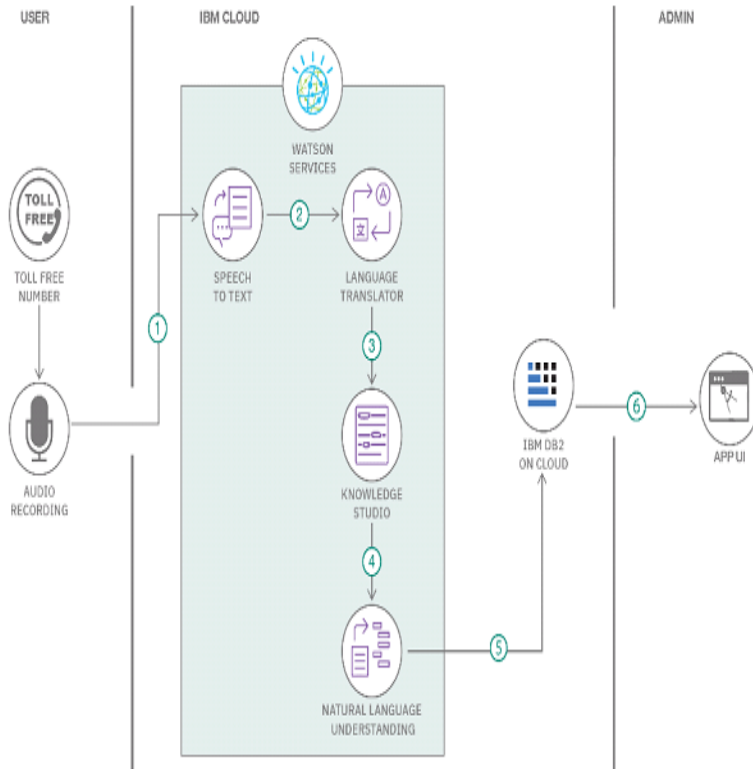 USER
IBM CLOUD
ADMIN
WATSON
SERVICES
TOLL
FREE
TOLL FREE
NUMBER
SPEECH
TO TEXT
2
A
文
LANGUAGE
TRANSLATOR
1
3
AUDIO
RECORDING
KNOWLEDGE
STUDIO
IBM DB2
ON CLOUD
6
APP UI
4
NATURAL LANGUAGE
UNDERSTANDING
5